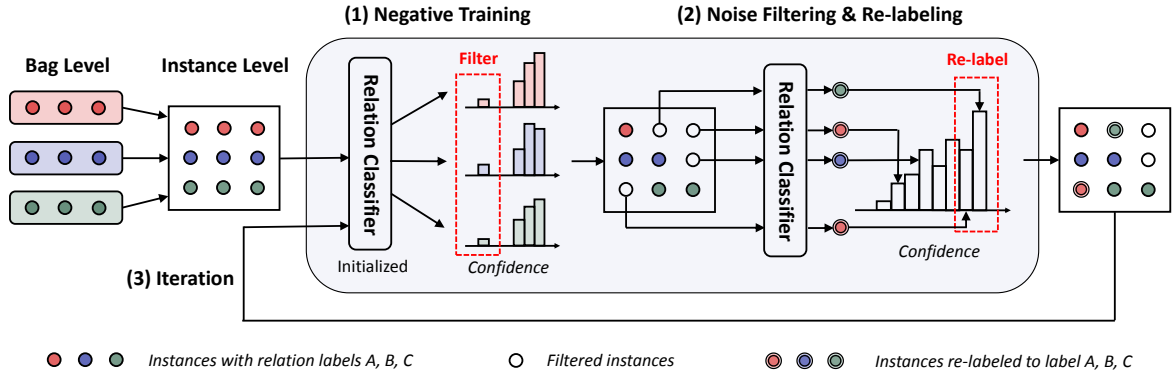 (1) Negative Training
(2) Noise Filtering & Re-labeling
Bag Level
Instance Level
Filter
Re-label
Relation Classifier
Relation Classifier
Initialized
Confidence
Confidence
(3) Iteration
Instances with relation labels A, B, C
Filtered instances
Instances re-labeled to label A, B, C